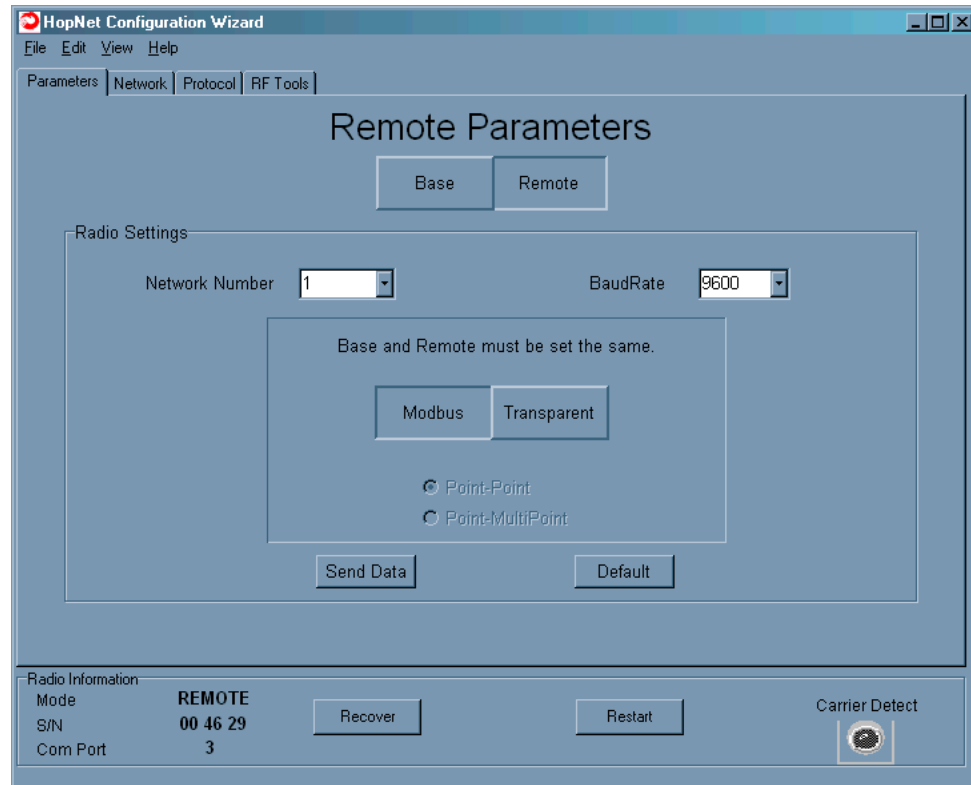 HopNet Configuration Wizard
File Edit View Help
Parameters Network Protocol RF Tools
Remote Parameters
Base Remote
Radio Settings
Network Number 1 BaudRate 9600
Base and Remote must be set the same.
Modbus Transparent
Point-Point
Point-MultiPoint
Send Data Default
Radio Information
Mode REMOTE
S/N 00 46 29
Com Port 3
Recover Restart
Carrier Detect